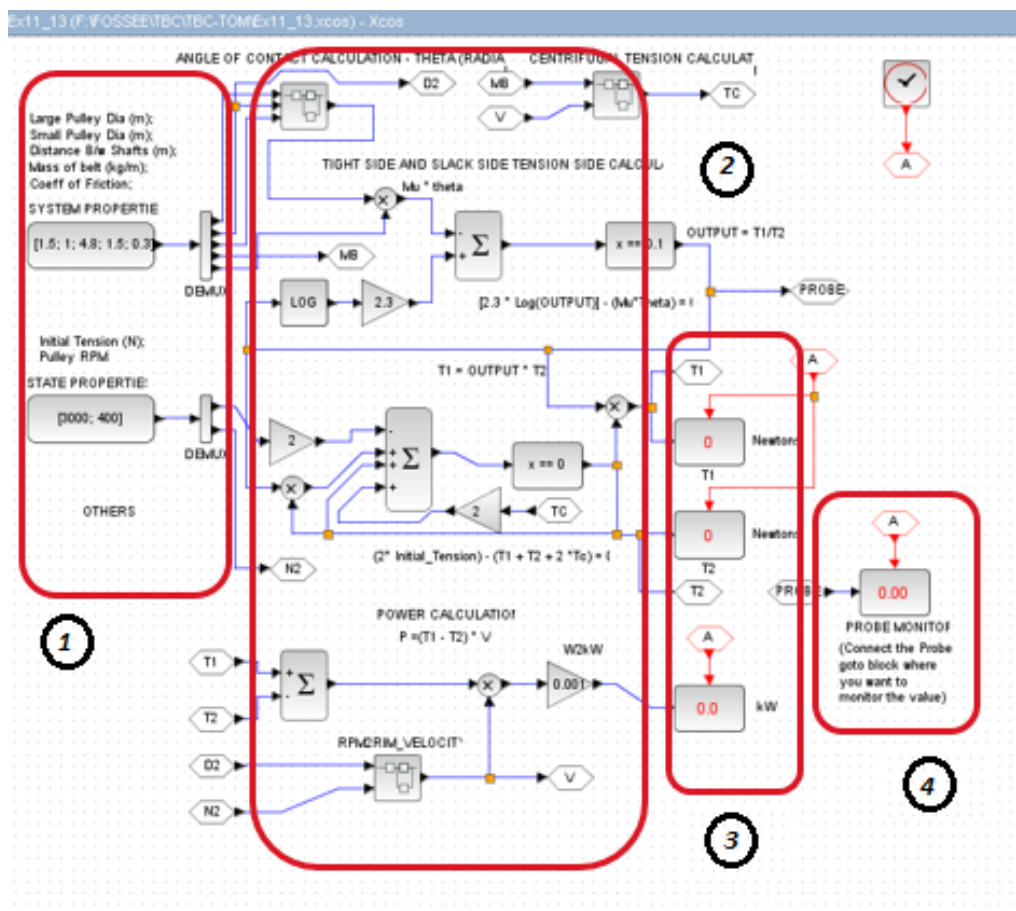 Ex11_13 (F:\FOSSEE\TBC\TBC-TOM\Ex11_13.xcos) - Xcos
ANGLE OF CONTACT CALCULATION - THETA (RADIA
CENTRIFUGAL TENSION CALCULAT
D2
MB
V
TC
A
2
Large Pulley Dia (m);
Small Pulley Dia (m);
Distance B/w Shafts (m);
Mass of belt (kg/m);
Coeff of Friction;
SYSTEM PROPERTIE
[1.5; 1; 4.8; 1.5; 0.3]
DEMUX
TIGHT SIDE AND SLACK SIDE TENSION SIDE CALCUL
Mu * theta
×
-
+
Σ
x == 0.1
OUTPUT = T1/T2
MB
LOG
2.3
PROBE
[2.3 * Log(OUTPUT)] - (Mu*Theta) = (
Initial Tension (N);
Pulley RPM
STATE PROPERTIE
[3000; 400]
DEMUX
OTHERS
N2
1
T1 = OUTPUT * T2
×
T1
A
0
Newtons
T1
2
-
+
+
+
Σ
x == 0
×
2
TC
0
Newtons
T2
T2
(2* Initial_Tension) - (T1 + T2 + 2 *Tc) = (
A
PROBE
0.00
PROBE MONITOR
(Connect the Probe
goto block where
you want to
monitor the value)
4
POWER CALCULATION
P =(T1 - T2) * V
W2kW
T1
T2
+
-
Σ
×
0.001
A
0.0
kW
RPM2RIM_VELOCITY
D2
N2
V
3